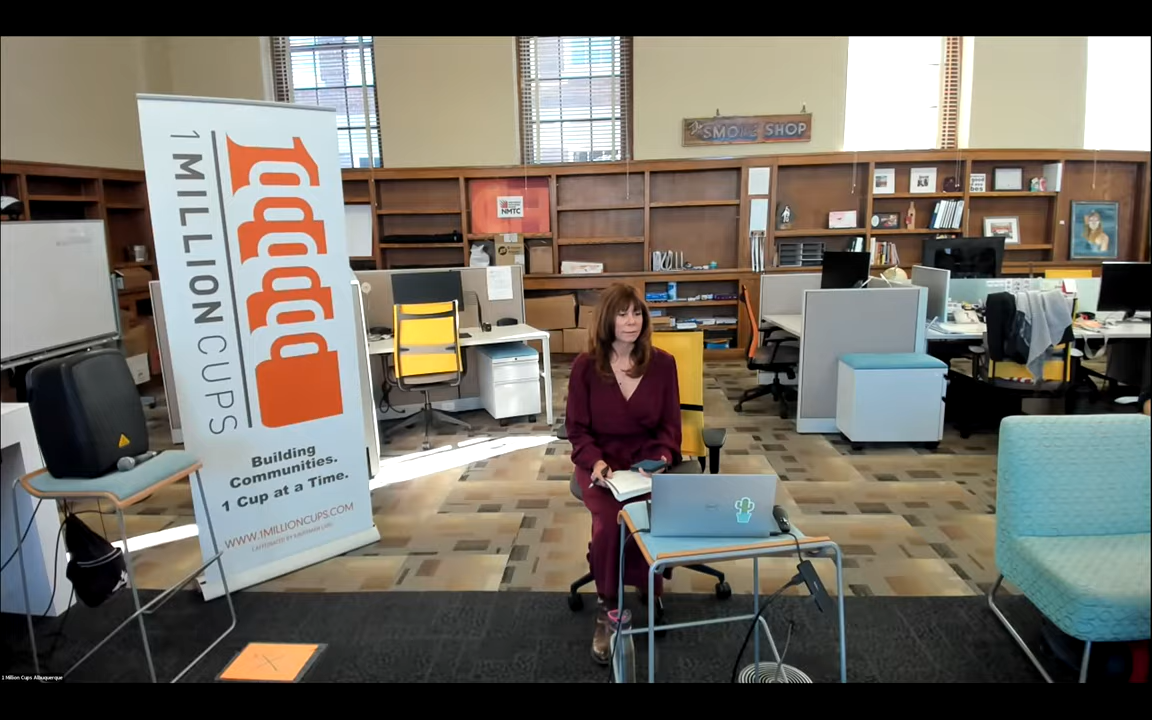 1 MILLION CUPS
Building
Communities.
1 Cup at a Time.
WWW.1MILLIONCUPS.COM
The
SMOKE SHOP
NMTC
1 Million Cups Albuquerque